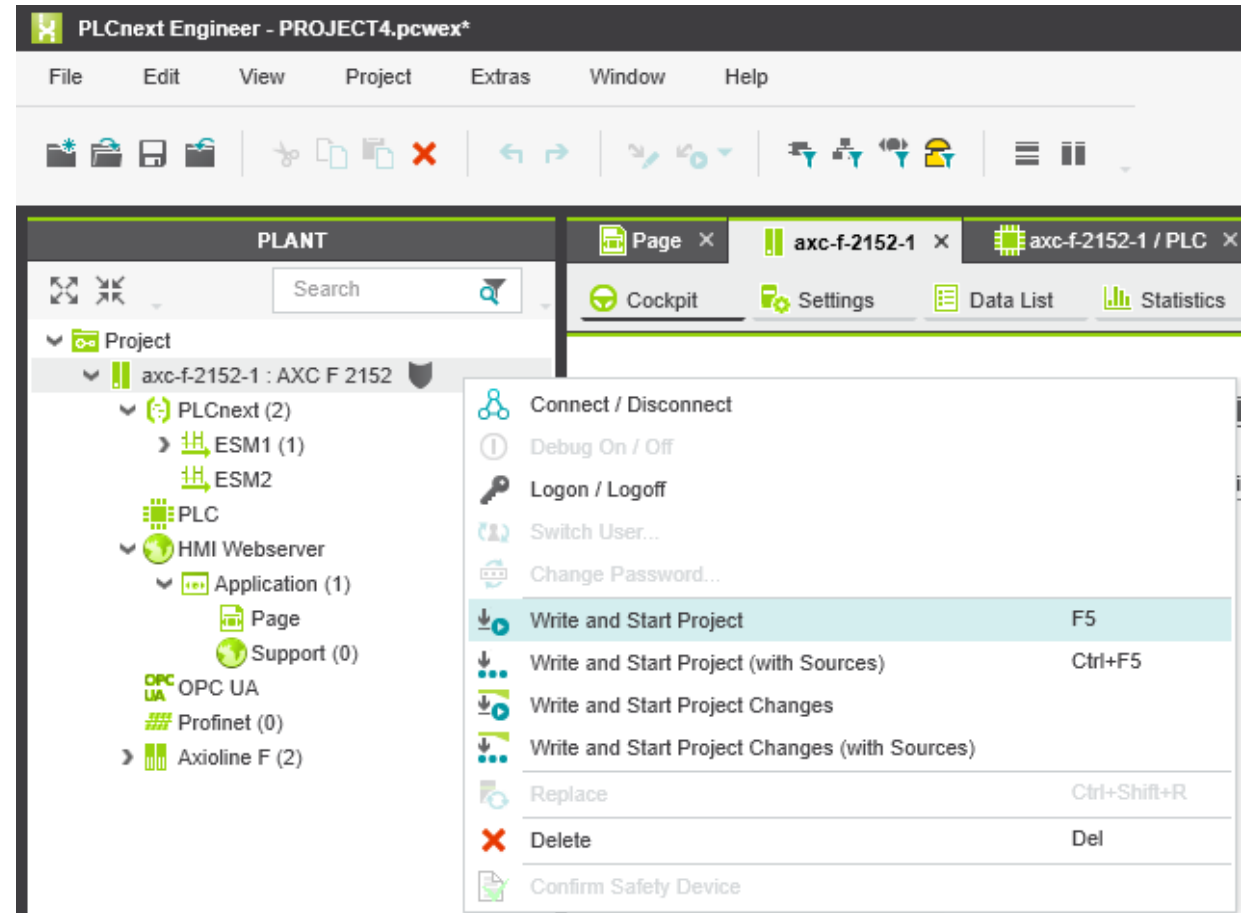 PLCnext Engineer - PROJECT4.pcwex*
File Edit View Project Extras Window Help
PLANT
Page
axc-f-2152-1
axc-f-2152-1 / PLC
Search
Cockpit
Settings
Data List
Statistics
Project
axc-f-2152-1 : AXC F 2152
PLCnext (2)
ESM1 (1)
ESM2
PLC
HMI Webserver
Application (1)
Page
Support (0)
OPC UA OPC UA
Profinet (0)
Axioline F (2)
Connect / Disconnect
Debug On / Off
Logon / Logoff
Switch User...
Change Password...
Write and Start Project F5
Write and Start Project (with Sources) Ctrl+F5
Write and Start Project Changes
Write and Start Project Changes (with Sources)
Replace Ctrl+Shift+R
Delete Del
Confirm Safety Device